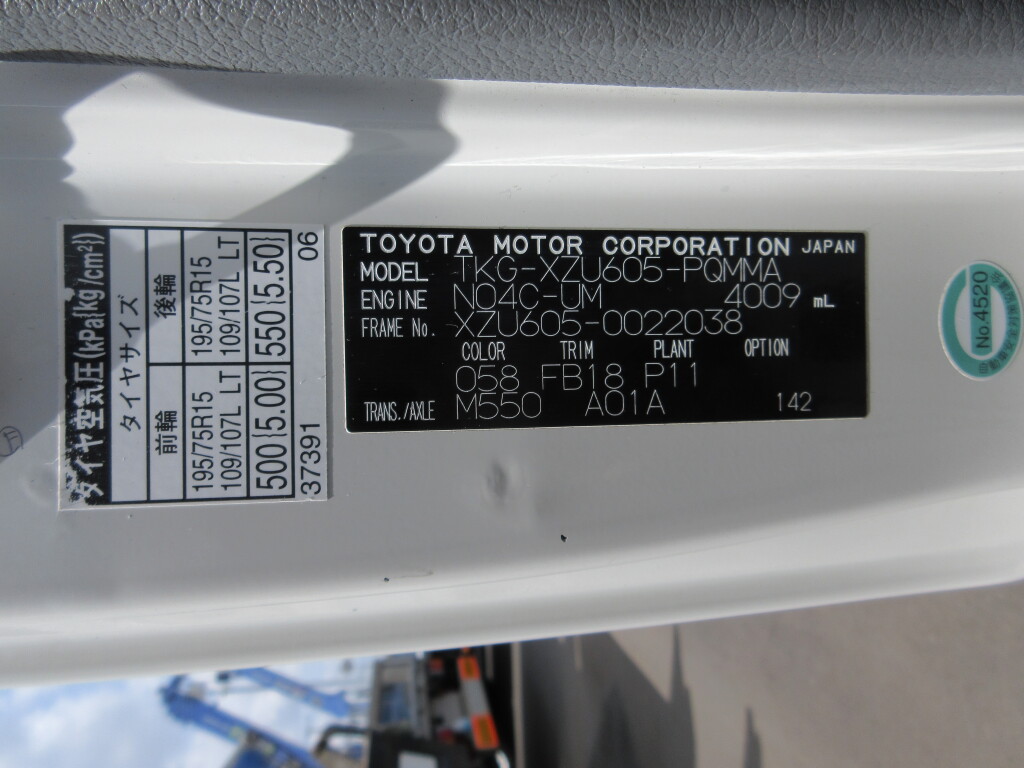 TOYOTA MOTOR CORPORATION JAPAN
MODEL TKG-XZU605-PQMMA
ENGINE N04C-UM 4009 mL
FRAME No. XZU605-0022038
COLOR TRIM PLANT OPTION
058 FB18 P11
TRANS./AXLE M550 A01A 142
タイヤ空気圧(kPa{kg/cm²})
タイヤサイズ
前輪 後輪
195/75R15 195/75R15
109/107L LT 109/107L LT
500{5.00} 550{5.50}
37391 06
No.4520